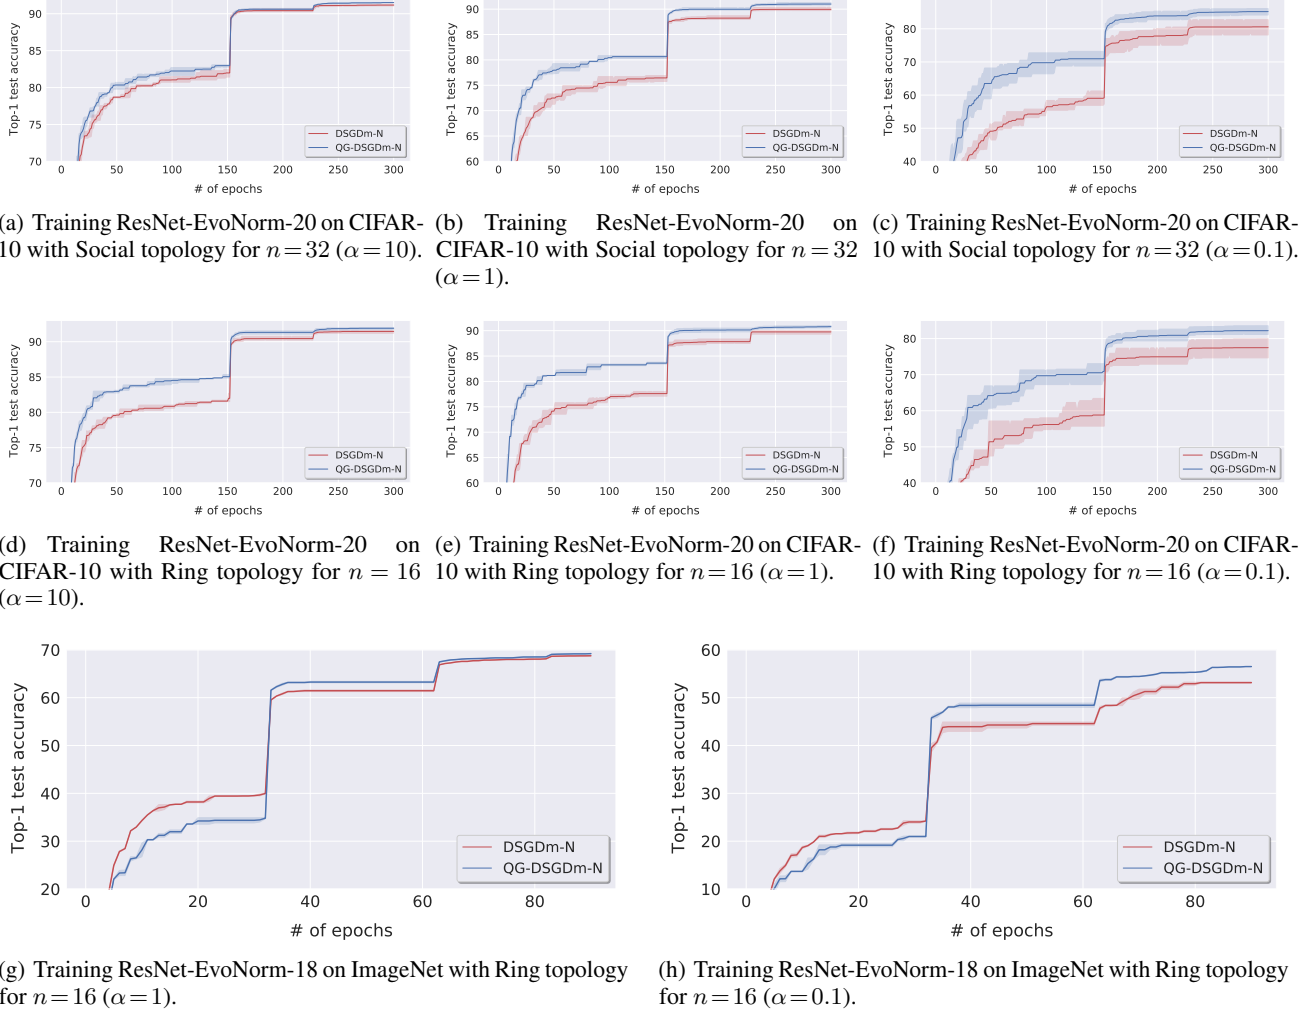 90
85
80
75
70
Top-1 test accuracy
DSGDm-N
QG-DSGDm-N
0 50 100 150 200 250 300
# of epochs
90
85
80
75
70
65
60
Top-1 test accuracy
DSGDm-N
QG-DSGDm-N
0 50 100 150 200 250 300
# of epochs
80
70
60
50
40
Top-1 test accuracy
DSGDm-N
QG-DSGDm-N
0 50 100 150 200 250 300
# of epochs
(a) Training ResNet-EvoNorm-20 on CIFAR-
10 with Social topology for n=32 (α=10).
(b) Training ResNet-EvoNorm-20 on
CIFAR-10 with Social topology for n=32
(α=1).
(c) Training ResNet-EvoNorm-20 on CIFAR-
10 with Social topology for n=32 (α=0.1).
90
85
80
75
70
Top-1 test accuracy
DSGDm-N
QG-DSGDm-N
0 50 100 150 200 250 300
# of epochs
90
85
80
75
70
65
60
Top-1 test accuracy
DSGDm-N
QG-DSGDm-N
0 50 100 150 200 250 300
# of epochs
80
70
60
50
40
Top-1 test accuracy
DSGDm-N
QG-DSGDm-N
0 50 100 150 200 250 300
# of epochs
(d) Training ResNet-EvoNorm-20 on
CIFAR-10 with Ring topology for n = 16
(α=10).
(e) Training ResNet-EvoNorm-20 on CIFAR-
10 with Ring topology for n=16 (α=1).
(f) Training ResNet-EvoNorm-20 on CIFAR-
10 with Ring topology for n=16 (α=0.1).
70
60
50
40
30
20
Top-1 test accuracy
DSGDm-N
QG-DSGDm-N
0 20 40 60 80
# of epochs
60
50
40
30
20
10
Top-1 test accuracy
DSGDm-N
QG-DSGDm-N
0 20 40 60 80
# of epochs
(g) Training ResNet-EvoNorm-18 on ImageNet with Ring topology
for n=16 (α=1).
(h) Training ResNet-EvoNorm-18 on ImageNet with Ring topology
for n=16 (α=0.1).